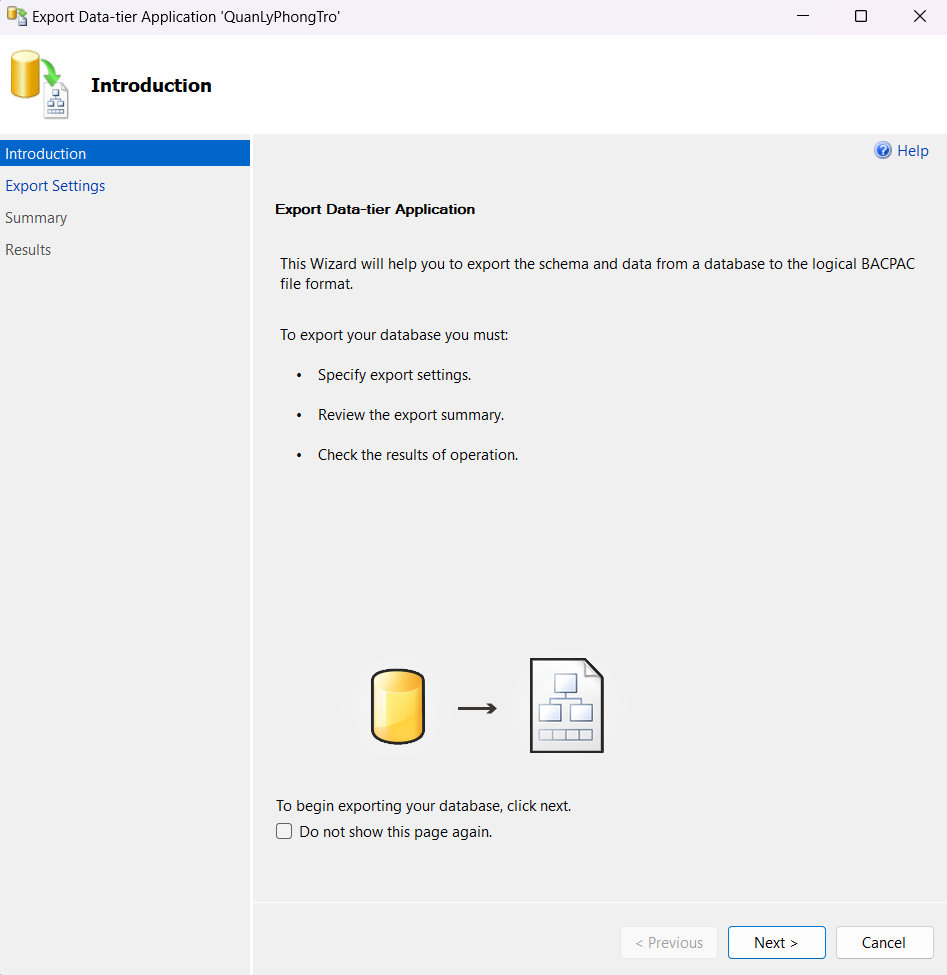 Export Data-tier Application 'QuanLyPhongTro'
Introduction
Introduction
Export Settings
Summary
Results
Help
Export Data-tier Application
This Wizard will help you to export the schema and data from a database to the logical BACPAC
file format.
To export your database you must:
• Specify export settings.
• Review the export summary.
• Check the results of operation.
To begin exporting your database, click next.
Do not show this page again.
< Previous
Next >
Cancel